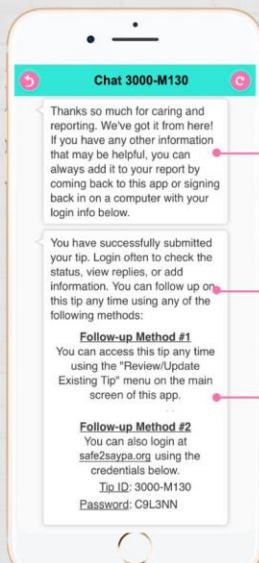 Chat 3000-M130
Thanks so much for caring and
reporting. We've got it from here!
If you have any other information
that may be helpful, you can
always add it to your report by
coming back to this app or signing
back in on a computer with your
login info below.
You have successfully submitted
your tip. Login often to check the
status, view replies, or add
information. You can follow up on
this tip any time using any of the
following methods:
Follow-up Method #1
You can access this tip any time
using the "Review/Update
Existing Tip" menu on the main
screen of this app.
Follow-up Method #2
You can also login at
safe2saypa.org using the
credentials below.
Tip ID: 3000-M130
Password: C9L3NN